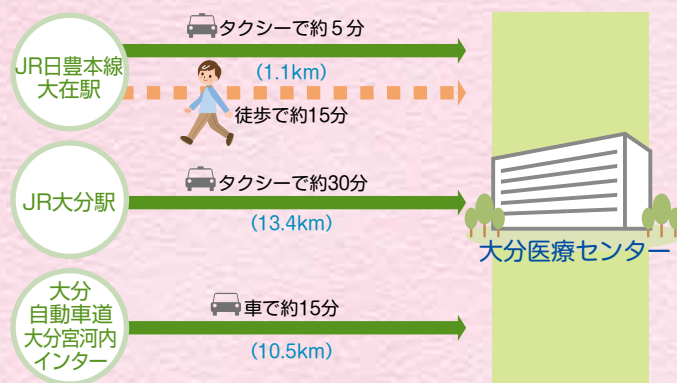 JR日豊本線
大在駅
タクシーで約5分
(1.1km)
徒歩で約15分
JR大分駅
タクシーで約30分
(13.4km)
大分
自動車道
大分宮河内
インター
車で約15分
(10.5km)
大分医療センター